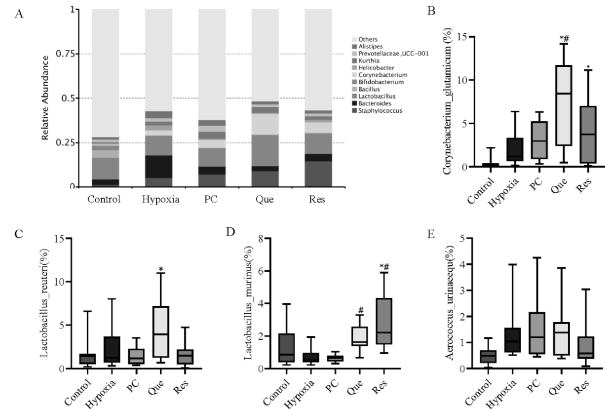 A
Relative Abundance
1
0.75
0.5
0.25
0
Control Hypoxia PC Que Res
Others
Alistipes
Prevotellaceae_UCC-001
Kurthia
Helicobacter
Corynebacterium
Bifidobacterium
Bacillus
Lactobacillus
Bacteroides
Staphylococcus
B
Corynebacterium_glutamicum (%)
15
10
5
0
*#
*
Control Hypoxia PC Que Res
C
Lactobacillus_reuteri(%)
15
10
5
0
*
Control Hypoxia PC Que Res
D
Lactobacillus_murinus(%)
8
6
4
2
0
#
*#
Control Hypoxia PC Que Res
E
Aerococcus_urinaeequ(%)
5
4
3
2
1
0
Control Hypoxia PC Que Res